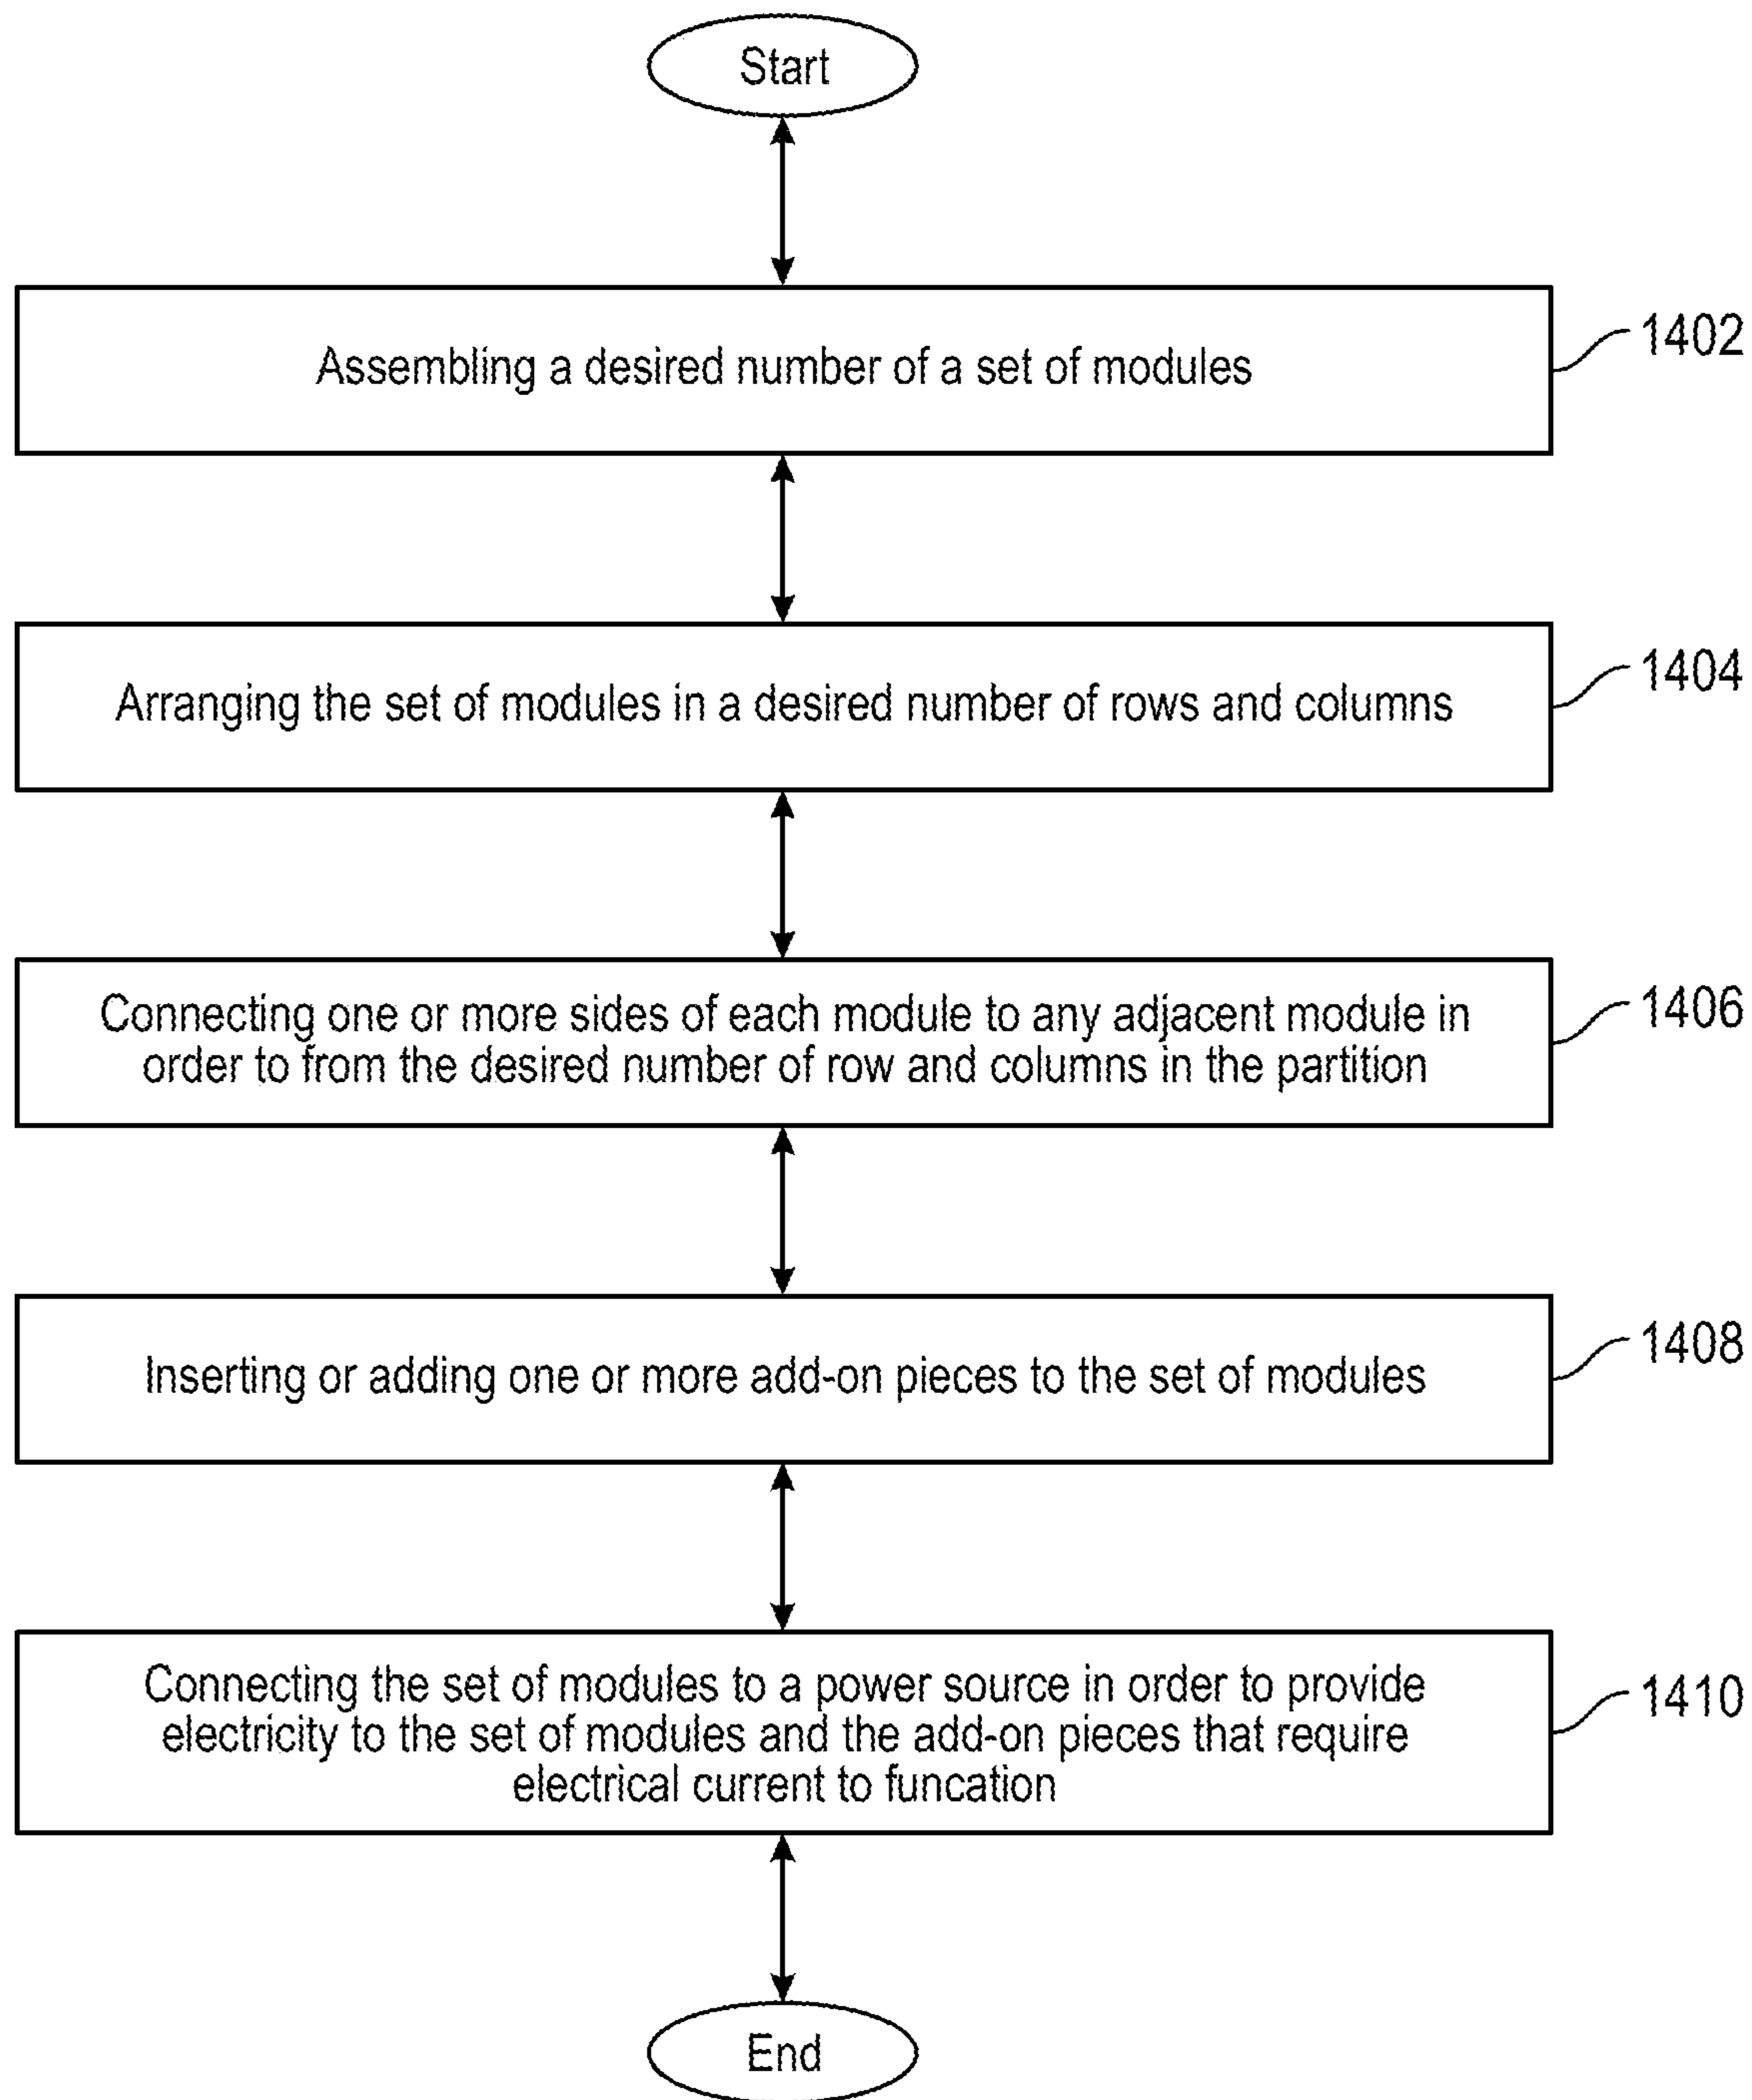 Start
Assembling a desired number of a set of modules
1402
Arranging the set of modules in a desired number of rows and columns
1404
Connecting one or more sides of each module to any adjacent module in
order to from the desired number of row and columns in the partition
1406
Inserting or adding one or more add-on pieces to the set of modules
1408
Connecting the set of modules to a power source in order to provide
electricity to the set of modules and the add-on pieces that require
electrical current to funcation
1410
End